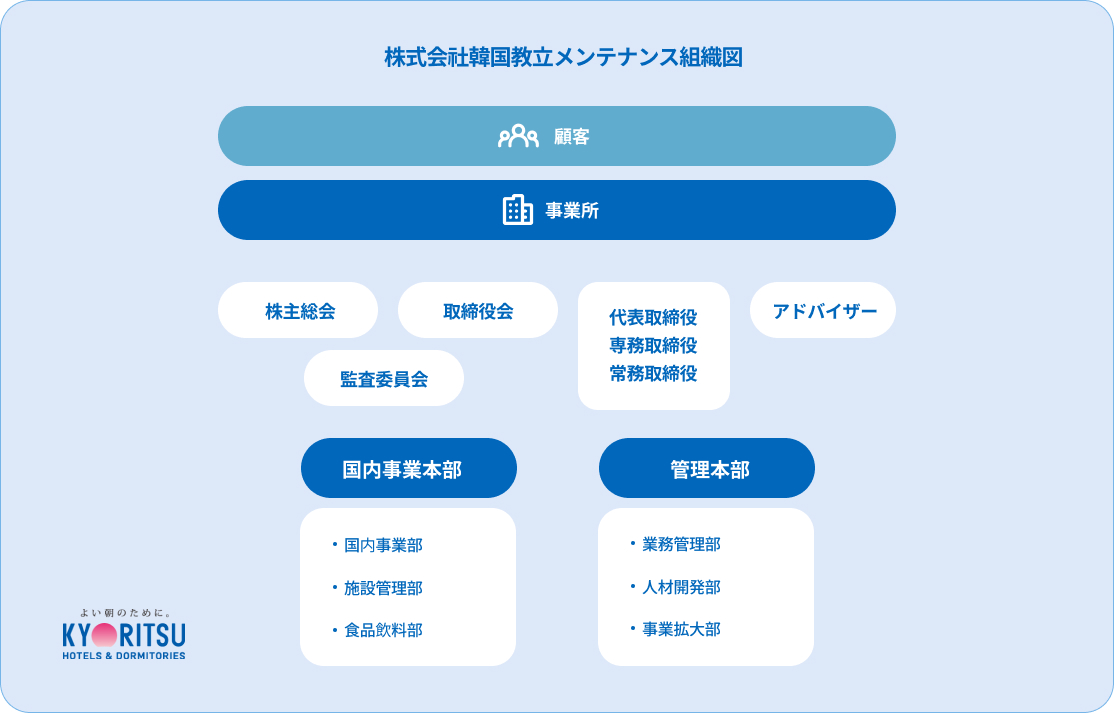 株式会社韓国教立メンテナンス組織図
顧客
事業所
株主総会
取締役会
代表取締役
専務取締役
常務取締役
アドバイザー
監査委員会
国内事業本部
・国内事業部
・施設管理部
・食品飲料部
管理本部
・業務管理部
・人材開発部
・事業拡大部
よい朝のために。
KYORITSU
HOTELS & DORMITORIES